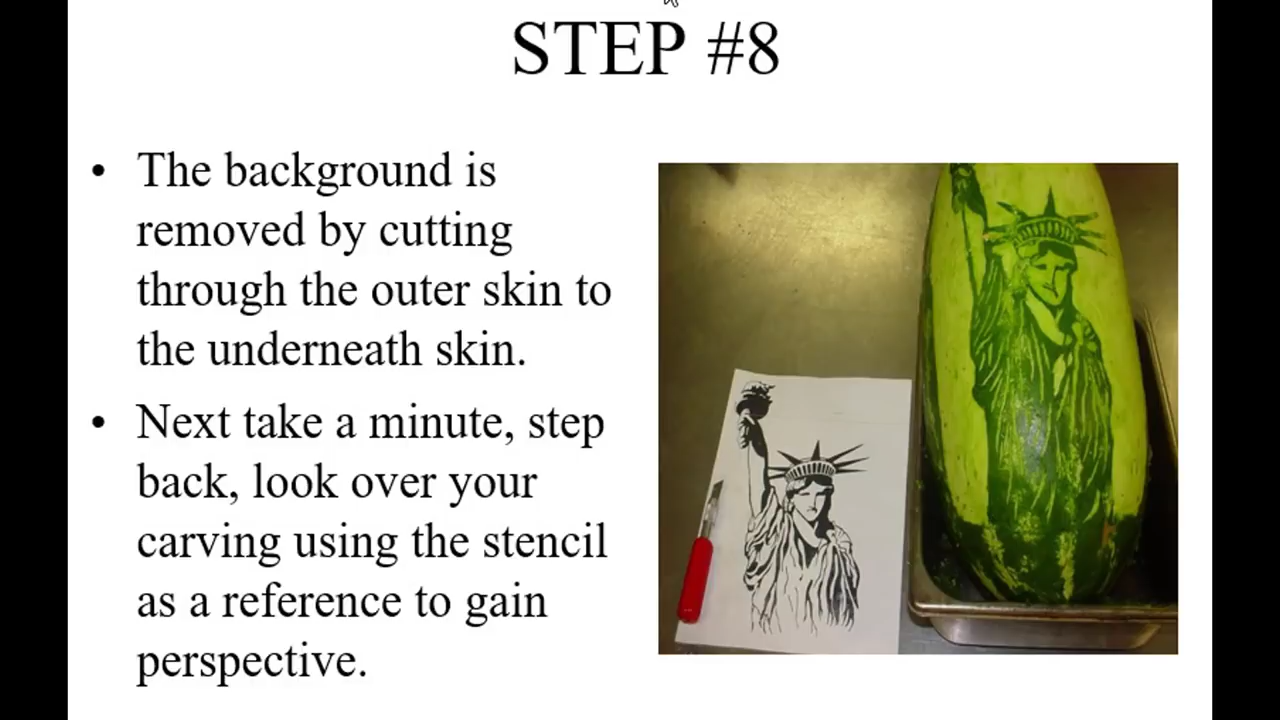 STEP #8
• The background is
removed by cutting
through the outer skin to
the underneath skin.
• Next take a minute, step
back, look over your
carving using the stencil
as a reference to gain
perspective.